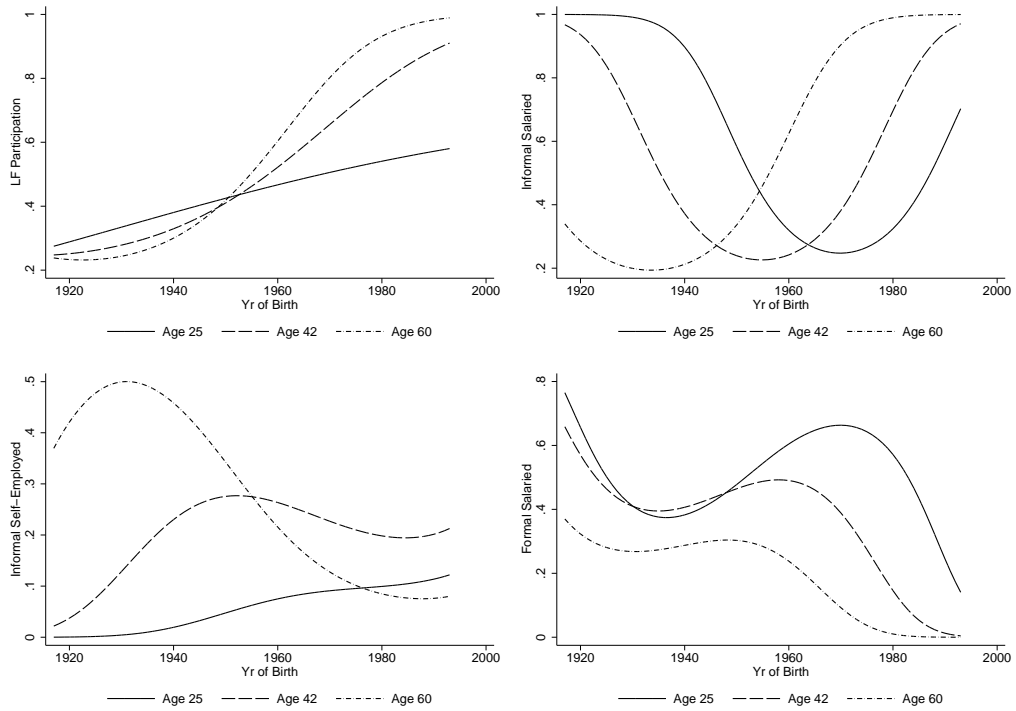 LF Participation
.2 .4 .6 .8 1
1920 1940 1960 1980 2000
Yr of Birth
Age 25 Age 42 Age 60
Informal Salaried
.2 .4 .6 .8 1
1920 1940 1960 1980 2000
Yr of Birth
Age 25 Age 42 Age 60
Informal Self−Employed
0 .1 .2 .3 .4 .5
1920 1940 1960 1980 2000
Yr of Birth
Age 25 Age 42 Age 60
Formal Salaried
0 .2 .4 .6 .8
1920 1940 1960 1980 2000
Yr of Birth
Age 25 Age 42 Age 60